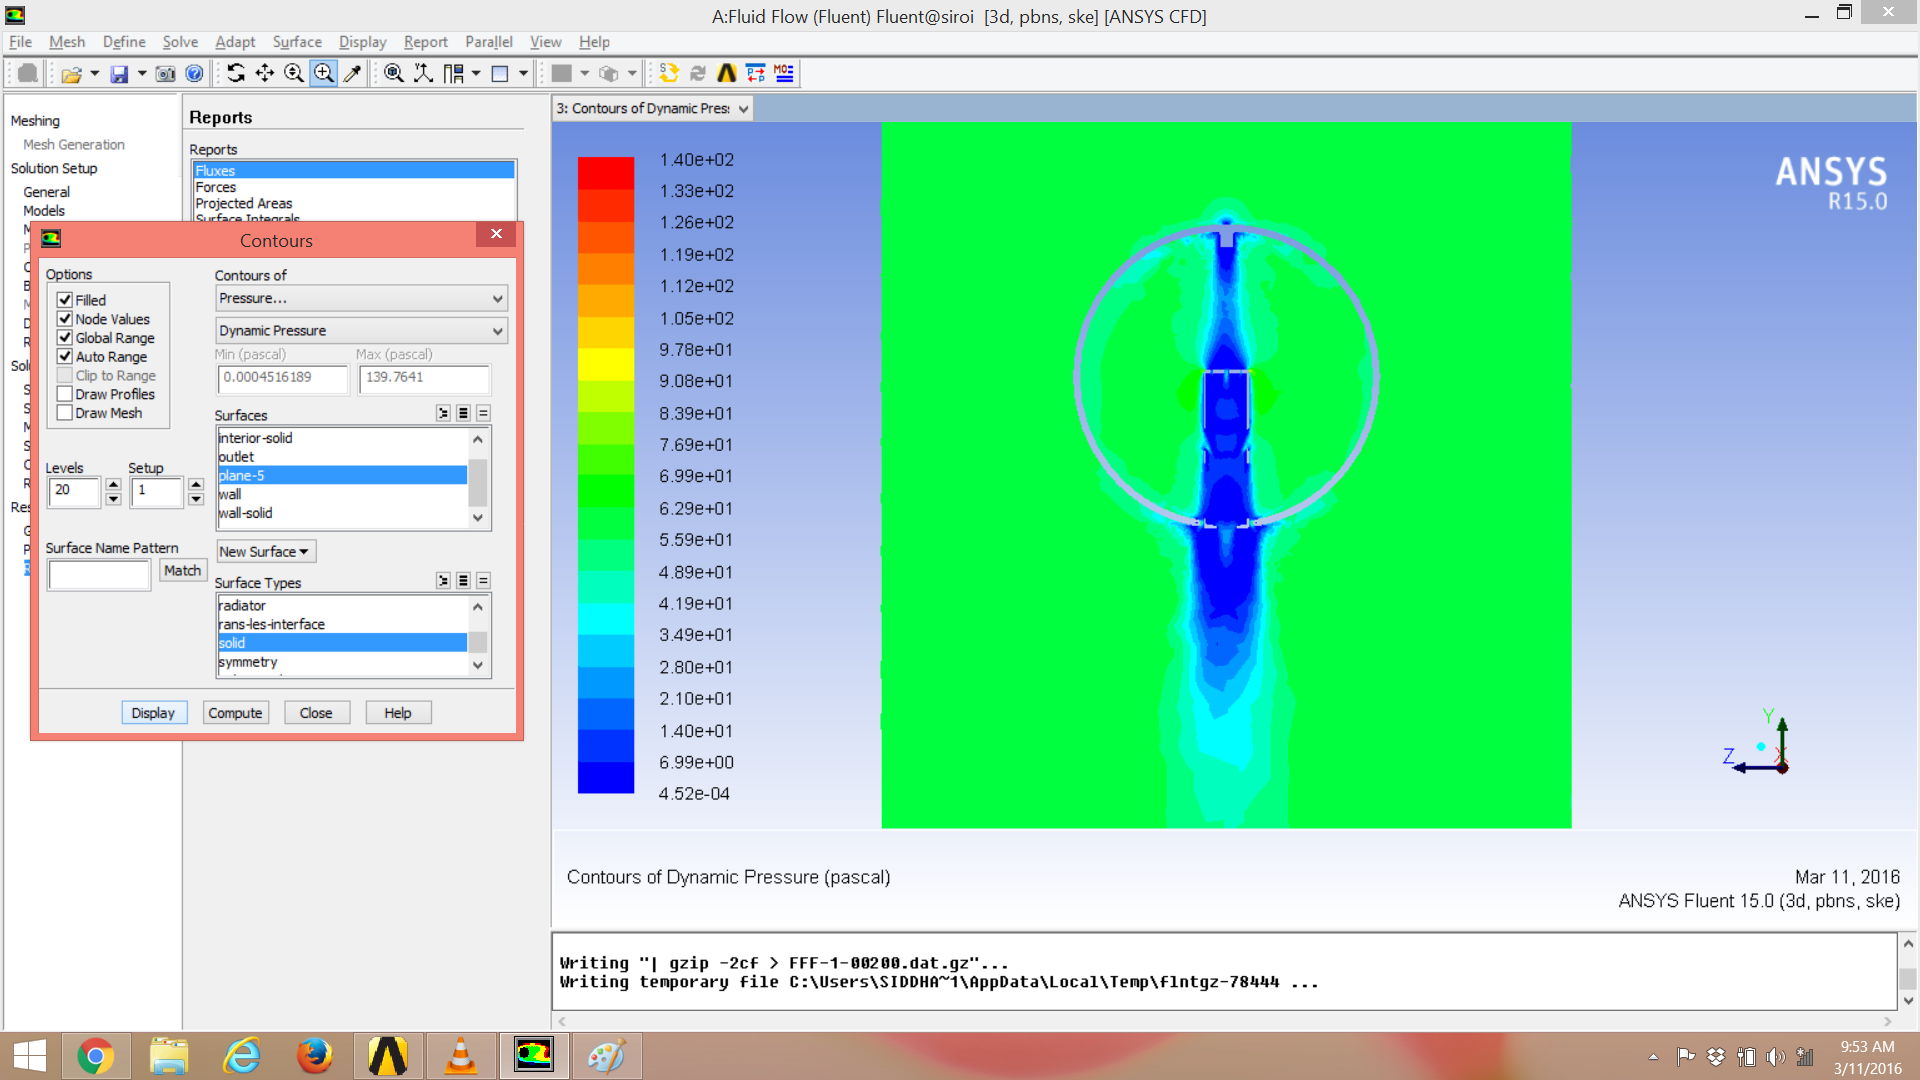 A:Fluid Flow (Fluent) Fluent@siroi [3d, pbns, ske] [ANSYS CFD]
File Mesh Define Solve Adapt Surface Display Report Parallel View Help
Meshing
Mesh Generation
Solution Setup
General
Models
Reports
Reports
Fluxes
Forces
Projected Areas
Surface Integrals
Contours
Options
Filled
Node Values
Global Range
Auto Range
Clip to Range
Draw Profiles
Draw Mesh
Levels
20
Setup
1
Surface Name Pattern
Match
Contours of
Pressure...
Dynamic Pressure
Min (pascal) Max (pascal)
0.0004516189 139.7641
Surfaces
interior-solid
outlet
plane-5
wall
wall-solid
New Surface
Surface Types
radiator
rans-les-interface
solid
symmetry
Display Compute Close Help
3: Contours of Dynamic Pres:
1.40e+02
1.33e+02
1.26e+02
1.19e+02
1.12e+02
1.05e+02
9.78e+01
9.08e+01
8.39e+01
7.69e+01
6.99e+01
6.29e+01
5.59e+01
4.89e+01
4.19e+01
3.49e+01
2.80e+01
2.10e+01
1.40e+01
6.99e+00
4.52e-04
ANSYS
R15.0
Y
Z
X
Contours of Dynamic Pressure (pascal)
Mar 11, 2016
ANSYS Fluent 15.0 (3d, pbns, ske)
Writing "| gzip -2cf > FFF-1-00200.dat.gz"...
Writing temporary file C:\Users\SIDDHA~1\AppData\Local\Temp\flntgz-78444 ...
9:53 AM
3/11/2016